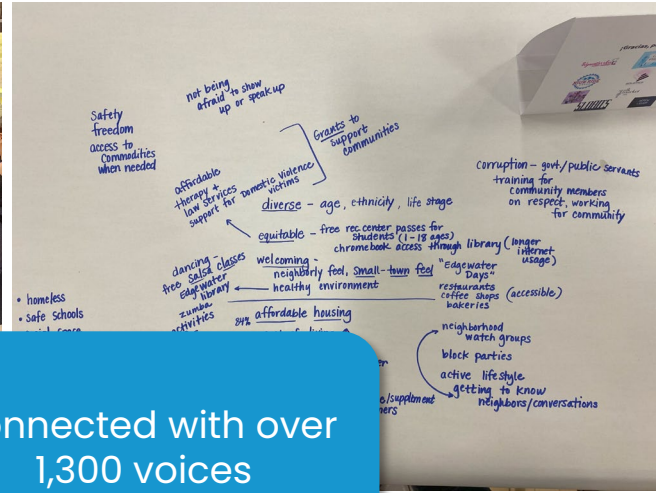 not being
afraid to show
up or speak up
Safety
freedom
access to
commodities
when needed
Grants to
support
communities
affordable
therapy +
law services
support for Domestic Violence
victims
corruption - govt./public servants
training for
community members
on respect, working
for community
diverse - age, ethnicity, life stage
equitable - free rec center passes for
students (1-18 ages)
chromebook access through library (longer
internet
usage)
welcoming -
neighborly feel, small-town feel
healthy environment
"Edgewater
Days"
restaurants
coffee shops (accessible)
bakeries
dancing -
free salsa classes
Edgewater
library
zumba
84% affordable housing
• homeless
• safe schools
neighborhood
watch groups
block parties
active lifestyle
getting to know
neighbors/conversations
nnected with over
1,300 voices